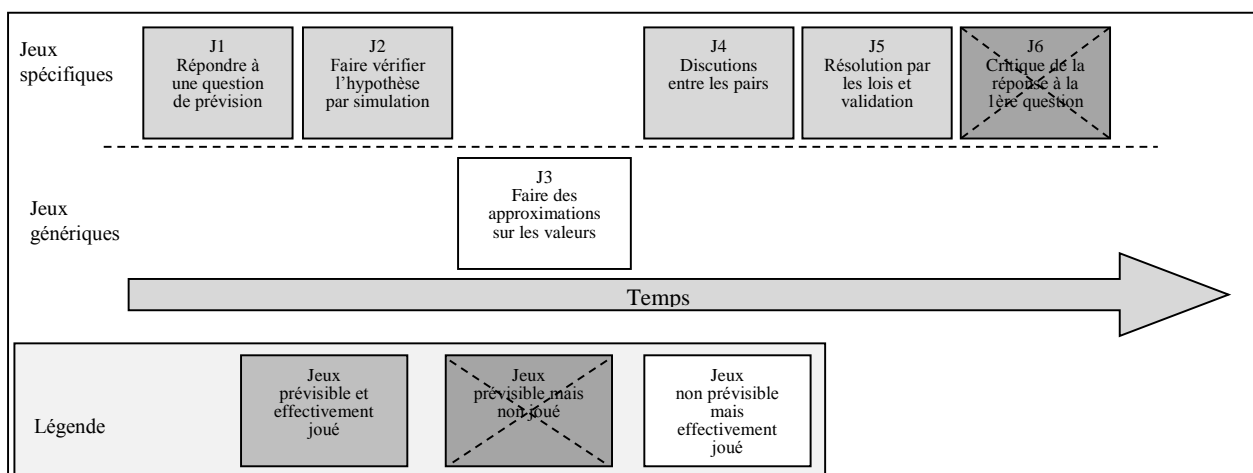 Jeux
spécifiques
J1
Répondre à
une question
de prévision
J2
Faire vérifier
l'hypothèse
par simulation
J4
Discutions
entre les pairs
J5
Résolution par
les lois et
validation
J6
Critique de la
réponse à la
1ère question
Jeux
génériques
J3
Faire des
approximations
sur les valeurs
Temps
Légende
Jeux
prévisible et
effectivement
joué
Jeux
prévisible mais
non joué
Jeux
non prévisible
mais
effectivement
joué